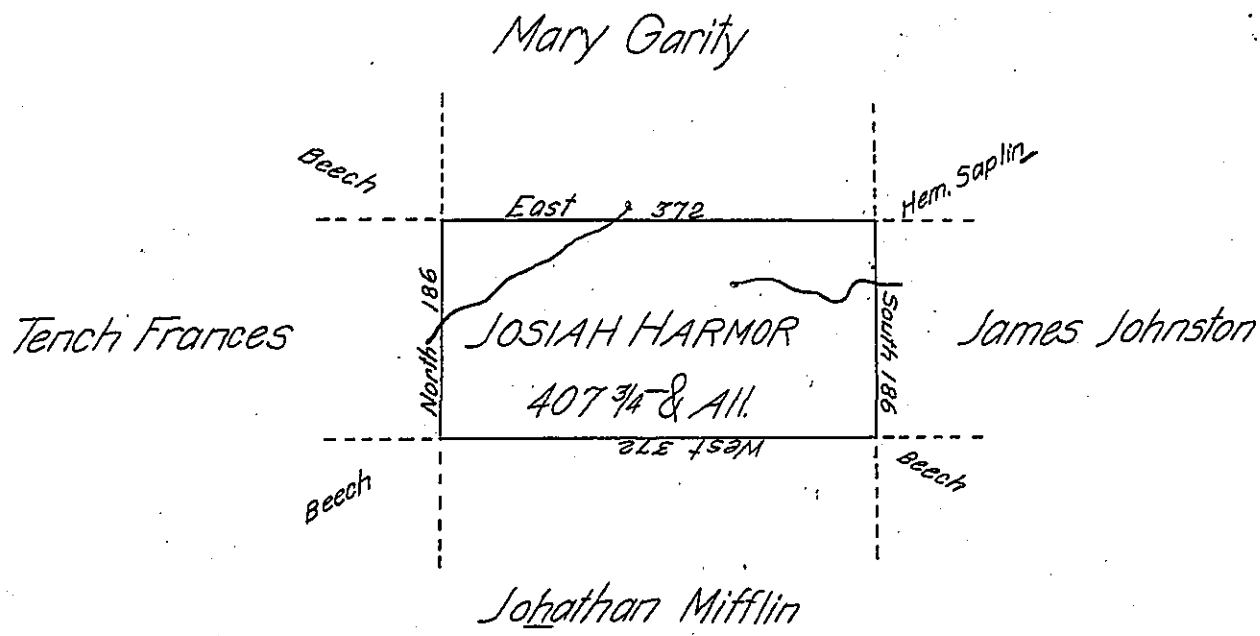 Mary Garity
Beech
Hem. Saplin
East 372
North 186
South 186
Tench Frances
JOSIAH HARMOR
James Johnston
407 3/4 & All.
West 372
Beech
Beech
Johathan Mifflin